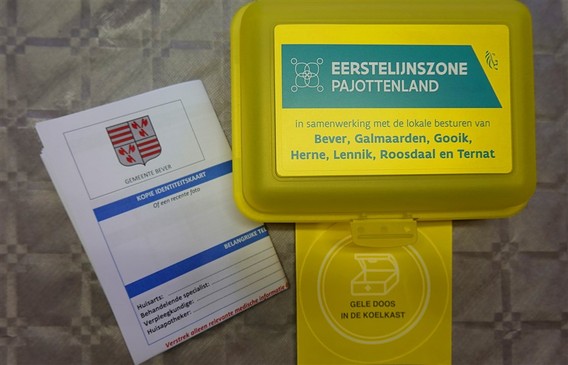 EERSTELIJNSZONE
PAJOTTENLAND
in samenwerking met de lokale besturen van
Bever, Galmaarden, Gooik,
Herne, Lennik, Roosdaal en Ternat
GEMEENTE BEVER
KOPIE IDENTITEITSKAART
Of een recente foto
BELANGRIJKE TE
Huisarts:
Behandelende specialist:
Verpleegkundige:
Huisapotheker:
Verstrek alleen relevante medische informatie
GELE DOOS
IN DE KOELKAST